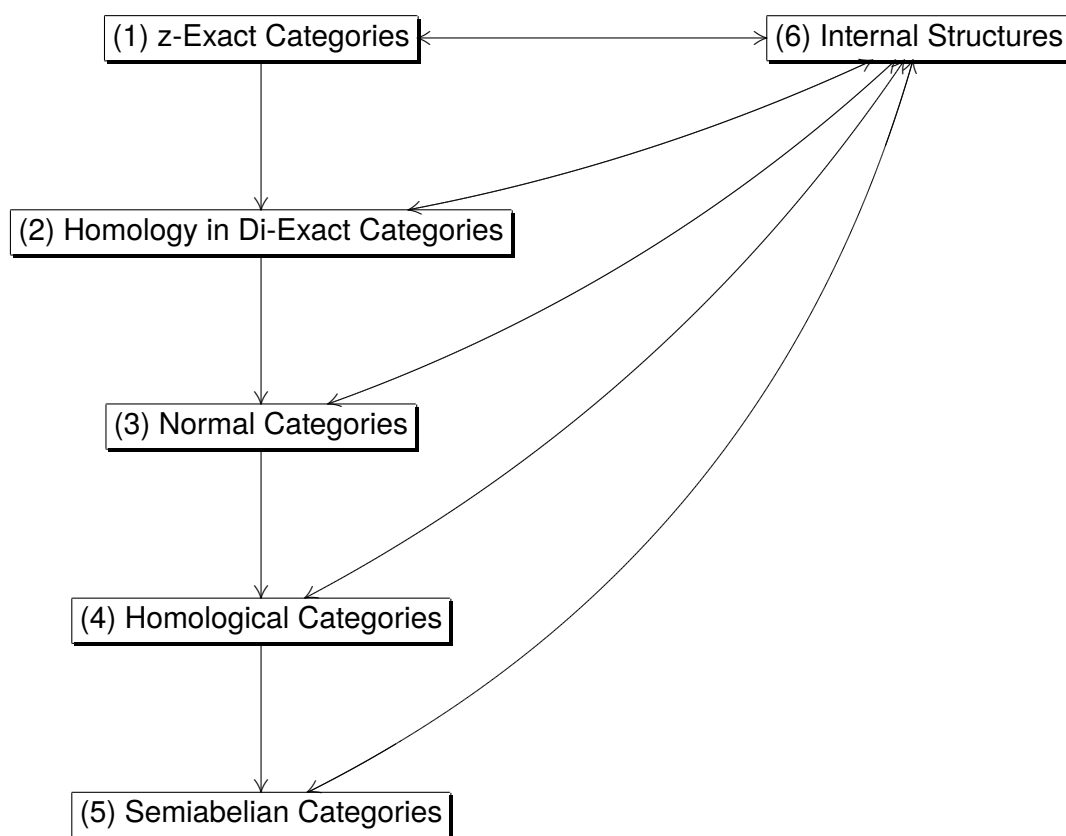 (1) z-Exact Categories
(6) Internal Structures
(2) Homology in Di-Exact Categories
(3) Normal Categories
(4) Homological Categories
(5) Semiabelian Categories